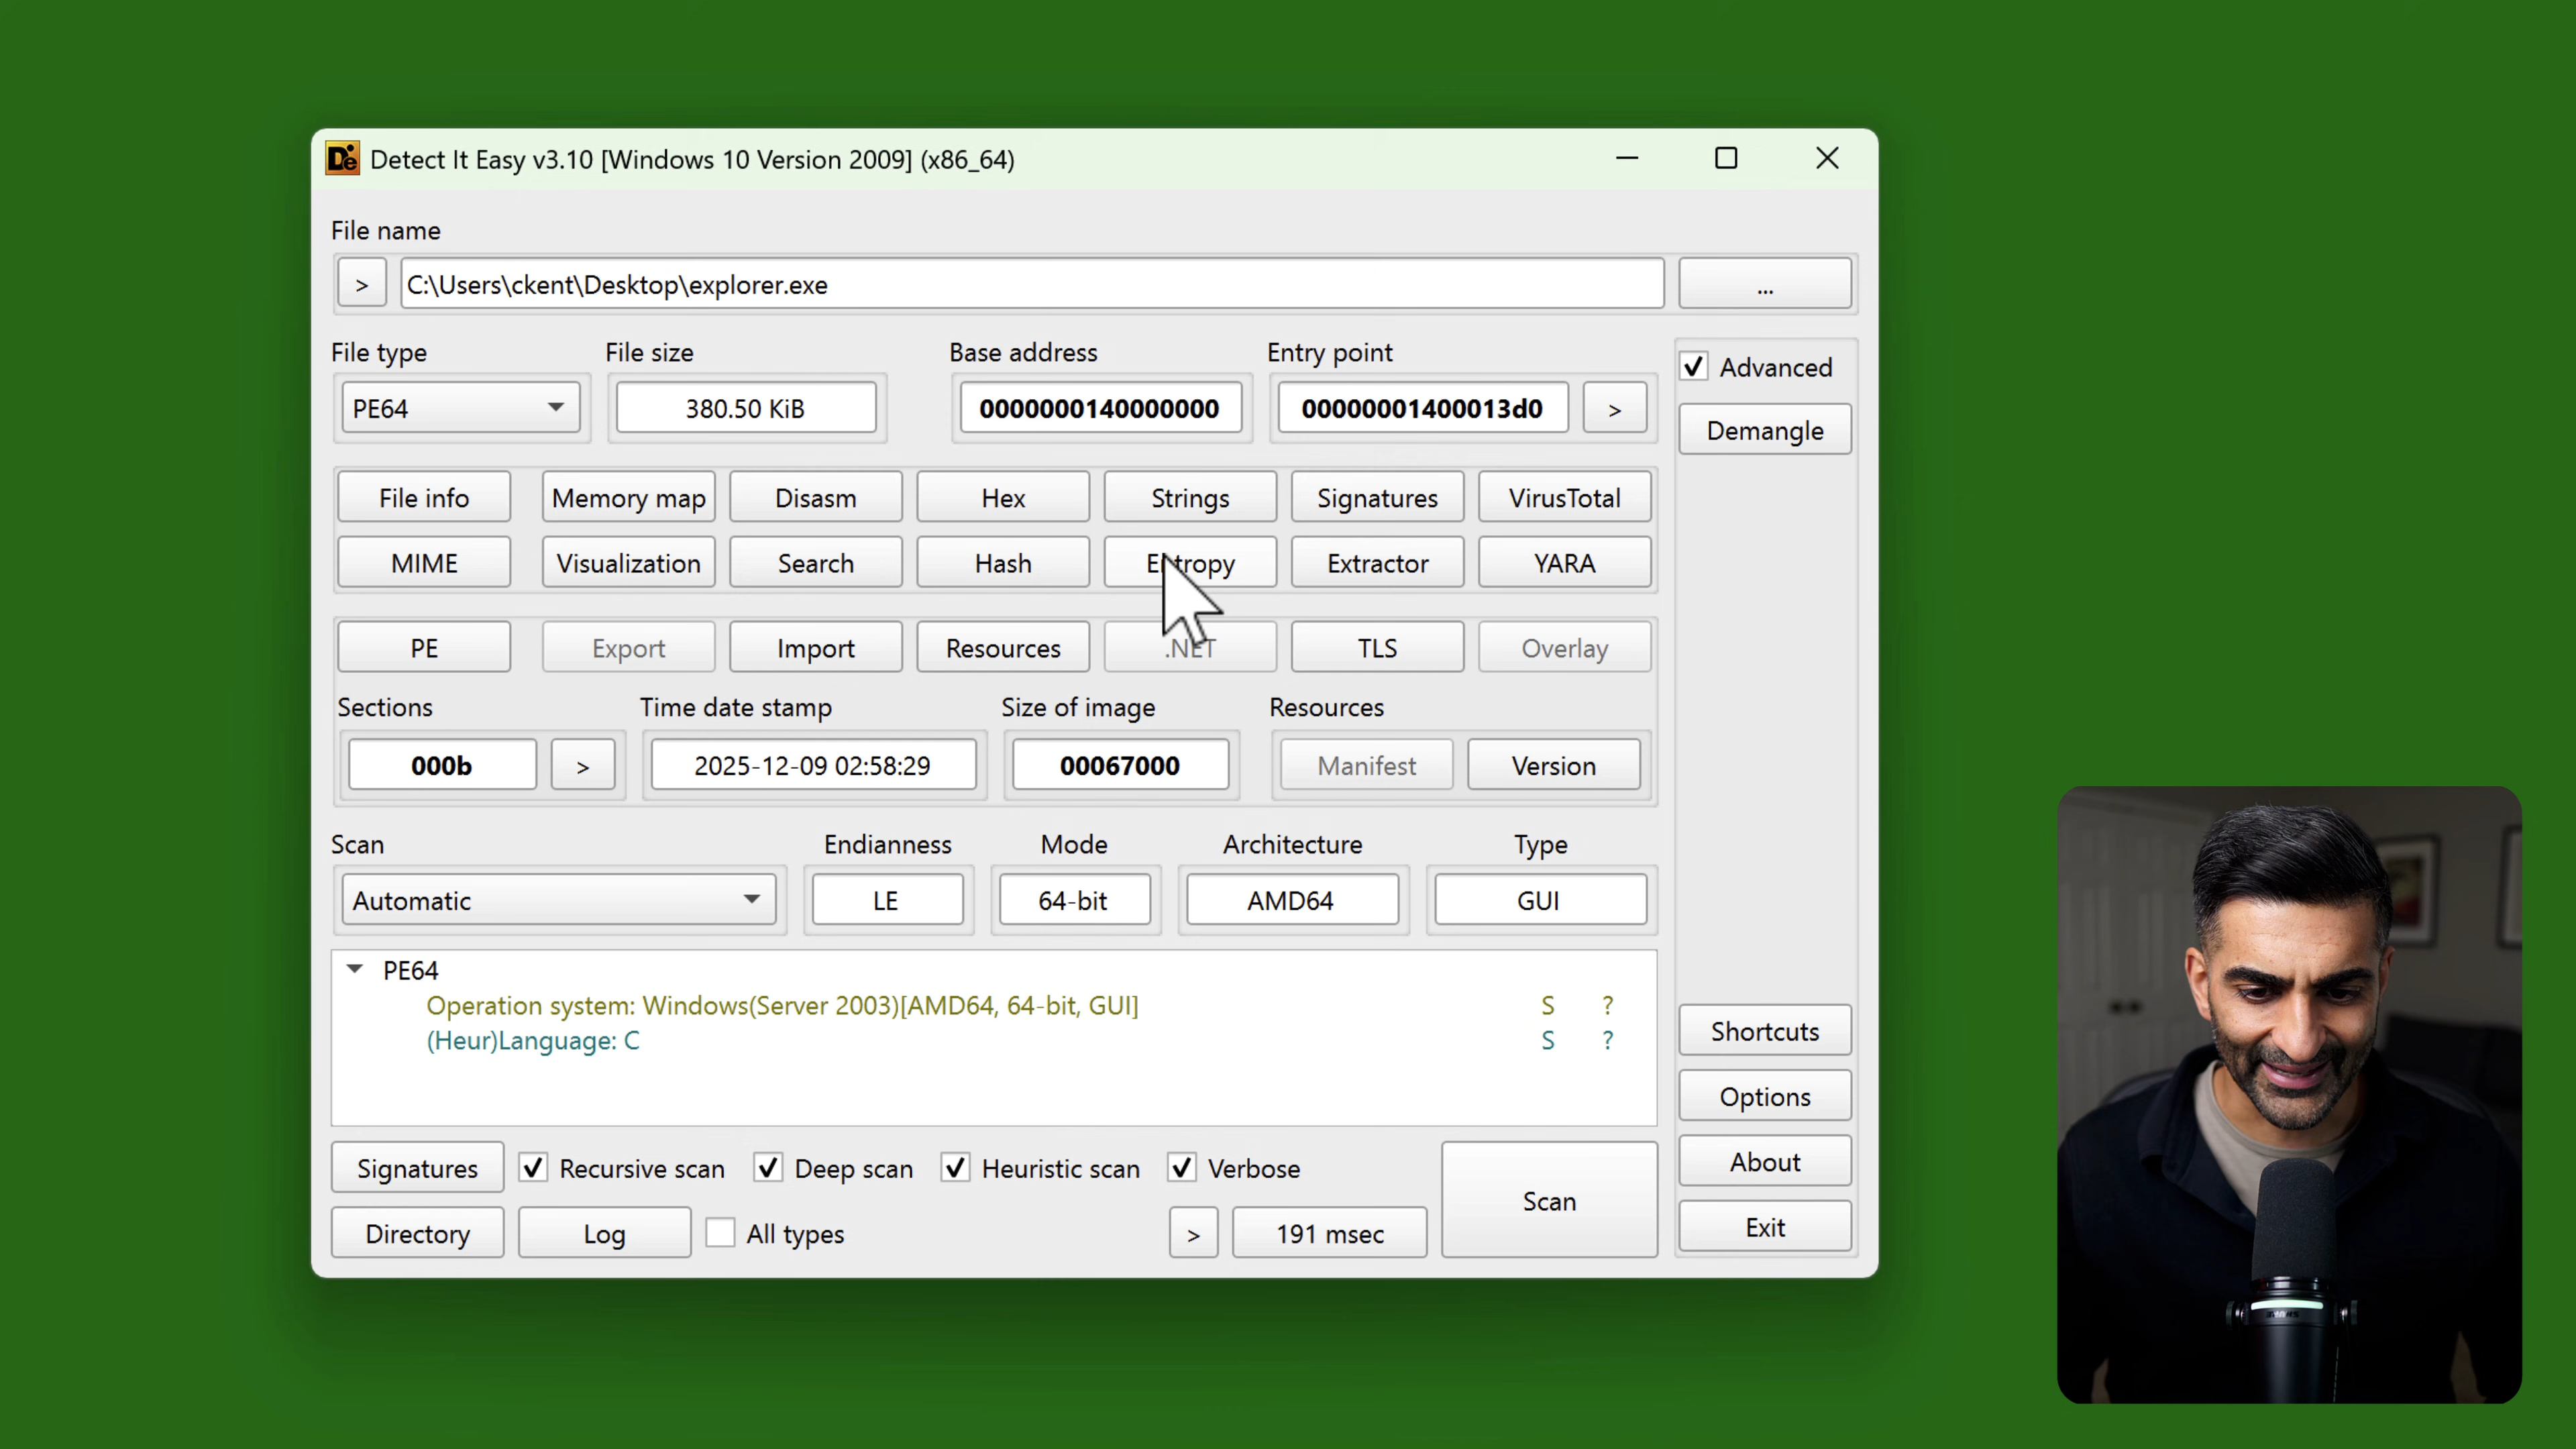 De Detect It Easy v3.10 [Windows 10 Version 2009] (x86_64)
File name
> C:\Users\ckent\Desktop\explorer.exe ...
File type File size Base address Entry point Advanced
PE64 380.50 KiB 0000000140000000 00000001400013d0 > Demangle
File info Memory map Disasm Hex Strings Signatures VirusTotal
MIME Visualization Search Hash Entropy Extractor YARA
PE Export Import Resources .NET TLS Overlay
Sections Time date stamp Size of image Resources
000b > 2025-12-09 02:58:29 00067000 Manifest Version
Scan Endianness Mode Architecture Type
Automatic LE 64-bit AMD64 GUI
PE64
Operation system: Windows(Server 2003)[AMD64, 64-bit, GUI] S ?
(Heur)Language: C S ?
Shortcuts
Options
Signatures Recursive scan Deep scan Heuristic scan Verbose Scan About
Directory Log All types > 191 msec Exit